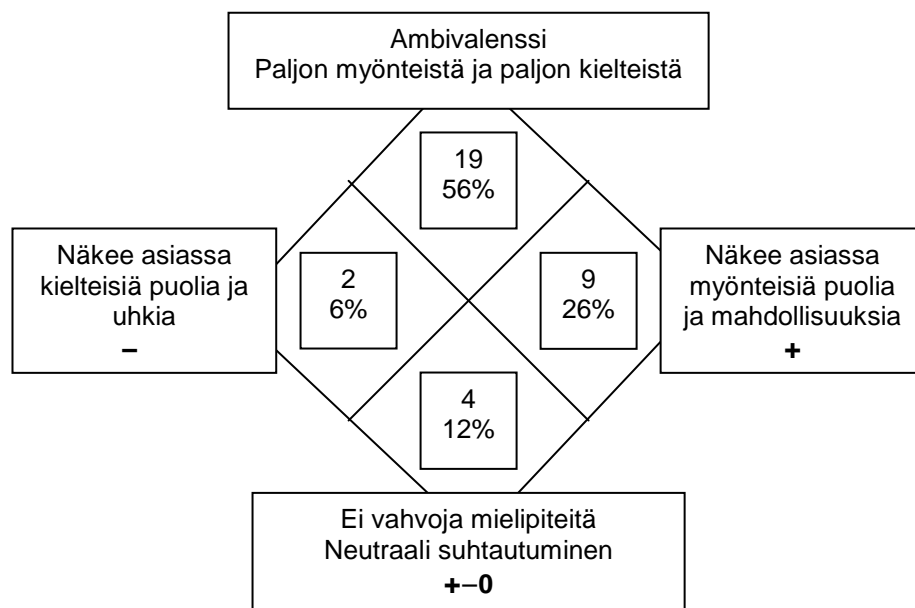 Ambivalenssi
Paljon myönteistä ja paljon kielteistä
19
56%
Näkee asiassa
kielteisiä puolia ja
uhkia
–
2
6%
9
26%
Näkee asiassa
myönteisiä puolia
ja mahdollisuuksia
+
4
12%
Ei vahvoja mielipiteitä
Neutraali suhtautuminen
+–0